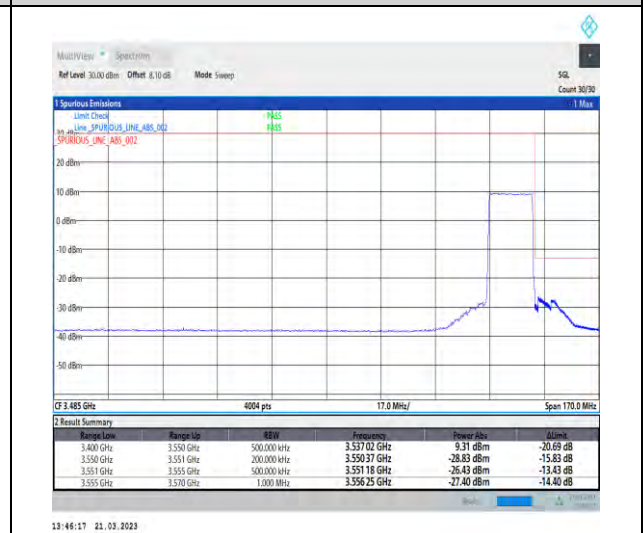 MultiView Spectrum
Ref Level 30.00 dBm Offset 8.10 dB Mode Sweep SGL
Count 30/30
1 Spurious Emissions 1 Max
Limit Check PASS
Line _SPURIOUS_LINE_ABS_002 PASS
_SPURIOUS_LINE_ABS_002
20 dBm
10 dBm
0 dBm
-10 dBm
-20 dBm
-30 dBm
-40 dBm
-50 dBm
CF 3.485 GHz 4004 pts 17.0 MHz/ Span 170.0 MHz
2 Result Summary
Range Low Range Up RBW Frequency Power Abs ΔLimit
3.400 GHz 3.550 GHz 500.000 kHz 3.537 02 GHz 9.31 dBm -20.69 dB
3.550 GHz 3.551 GHz 200.000 kHz 3.550 37 GHz -28.83 dBm -15.83 dB
3.551 GHz 3.555 GHz 500.000 kHz 3.551 18 GHz -26.43 dBm -13.43 dB
3.555 GHz 3.570 GHz 1.000 MHz 3.556 25 GHz -27.40 dBm -14.40 dB
13:46:17 21.03.2023